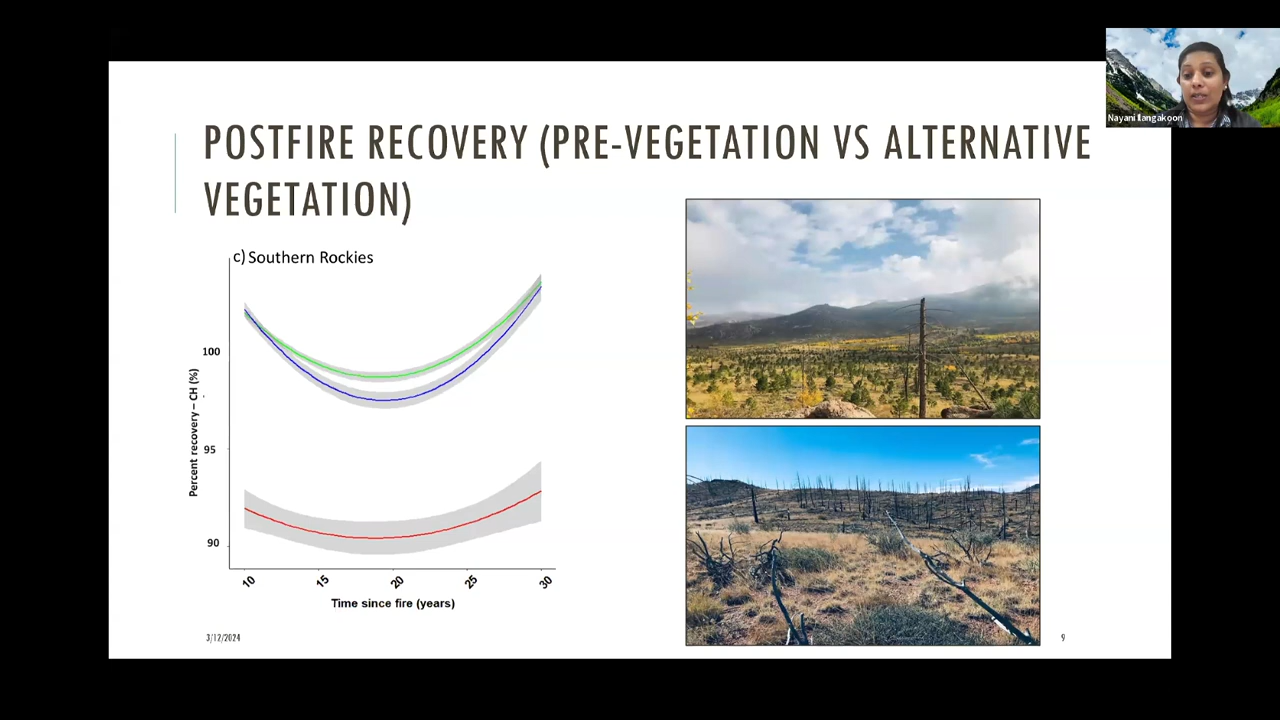 Nayani Ilangakoon
POSTFIRE RECOVERY (PRE-VEGETATION VS ALTERNATIVE
VEGETATION)
c) Southern Rockies
100
95
90
Percent recovery – CH (%)
10
15
20
25
30
Time since fire (years)
3/12/2024
9